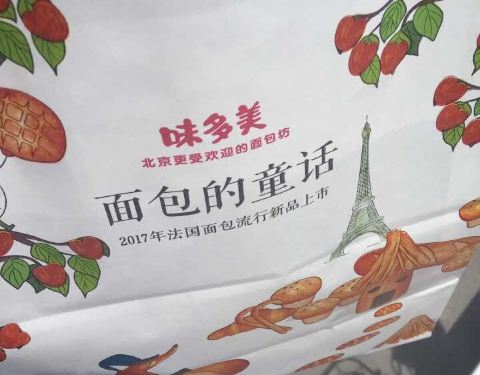 味多美
北京更受欢迎的面包坊
面包的童话
2017年法国面包流行新品上市